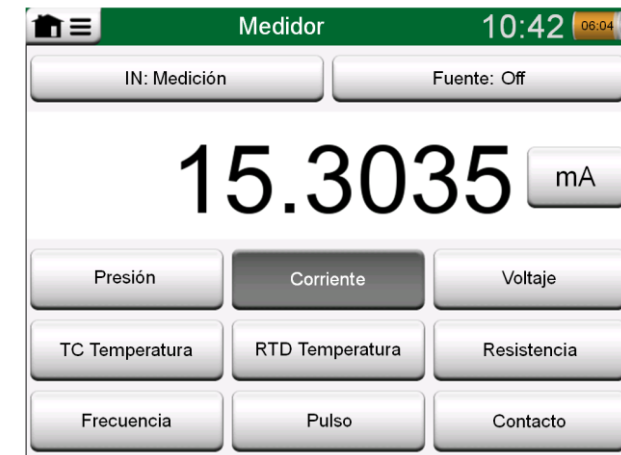 Medidor 10:42 06:04
IN: Medición Fuente: Off
15.3035 mA
Presión Corriente Voltaje
TC Temperatura RTD Temperatura Resistencia
Frecuencia Pulso Contacto